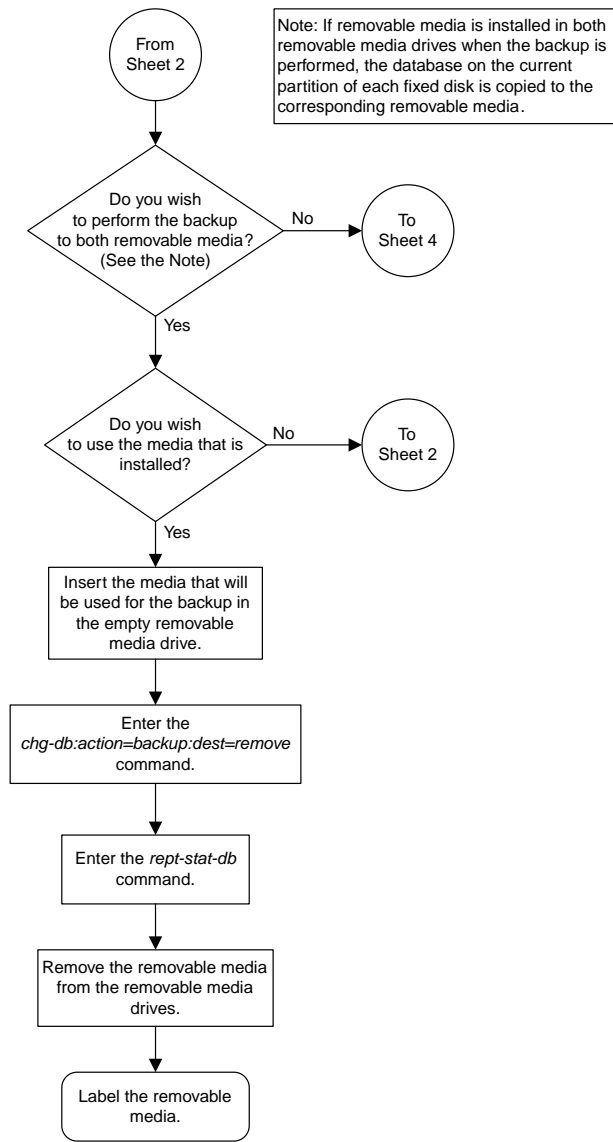 From
Sheet 2
Note: If removable media is installed in both
removable media drives when the backup is
performed, the database on the current
partition of each fixed disk is copied to the
corresponding removable media.
Do you wish
to perform the backup
to both removable media?
(See the Note)
No
To
Sheet 4
Yes
Do you wish
to use the media that is
installed?
No
To
Sheet 2
Yes
Insert the media that will
be used for the backup in
the empty removable
media drive.
Enter the
chg-db:action=backup:dest=remove
command.
Enter the rept-stat-db
command.
Remove the removable media
from the removable media
drives.
Label the removable
media.